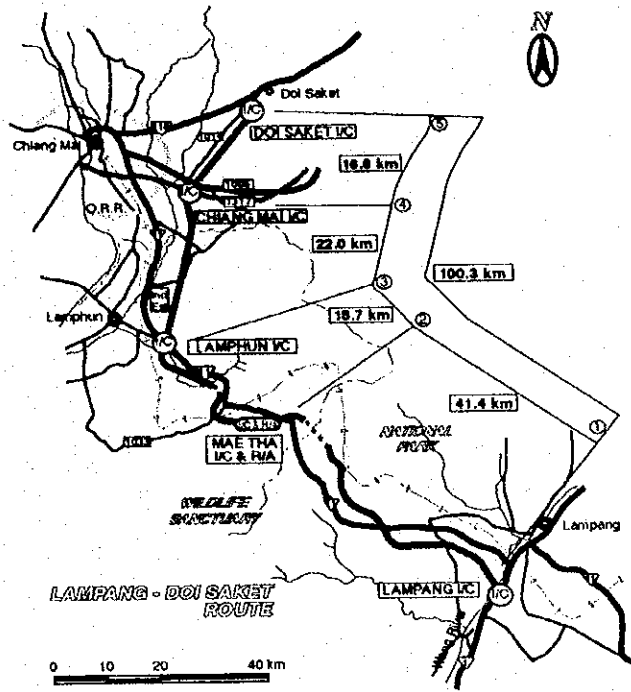 N
Doi Saket
I/C
DOI SAKET I/C
Chiang Mai
⑤
16.8 km
I/C
CHIANG MAI I/C
④
O.R.R.
22.0 km
100.3 km
③
18.7 km
②
Lamphun
I/C
LAMPHUN I/C
41.4 km
①
MAE THA
I/C & R/A
NATIONAL
PARK
WILDLIFE
SANCTUARY
Lampang
LAMPANG I/C
I/C
LAMPANG - DOI SAKET
ROUTE
0 10 20 40 km